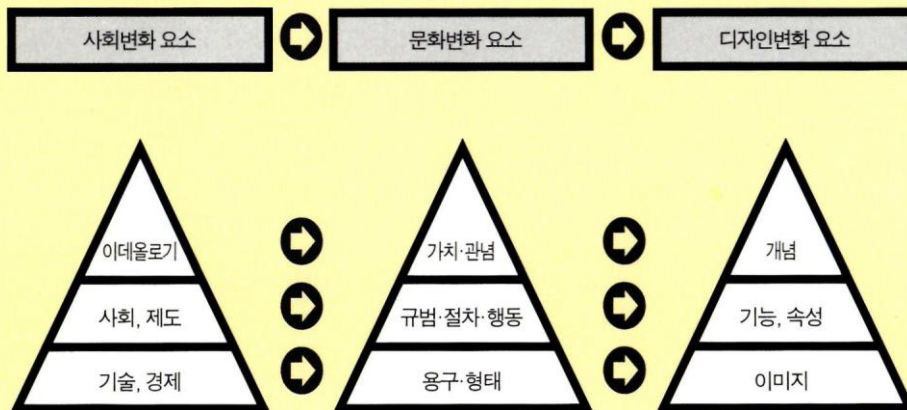 사회변화 요소
문화변화 요소
디자인변화 요소
이데올로기
가치·관념
개념
사회, 제도
규범·절차·행동
기능, 속성
기술, 경제
용구·형태
이미지